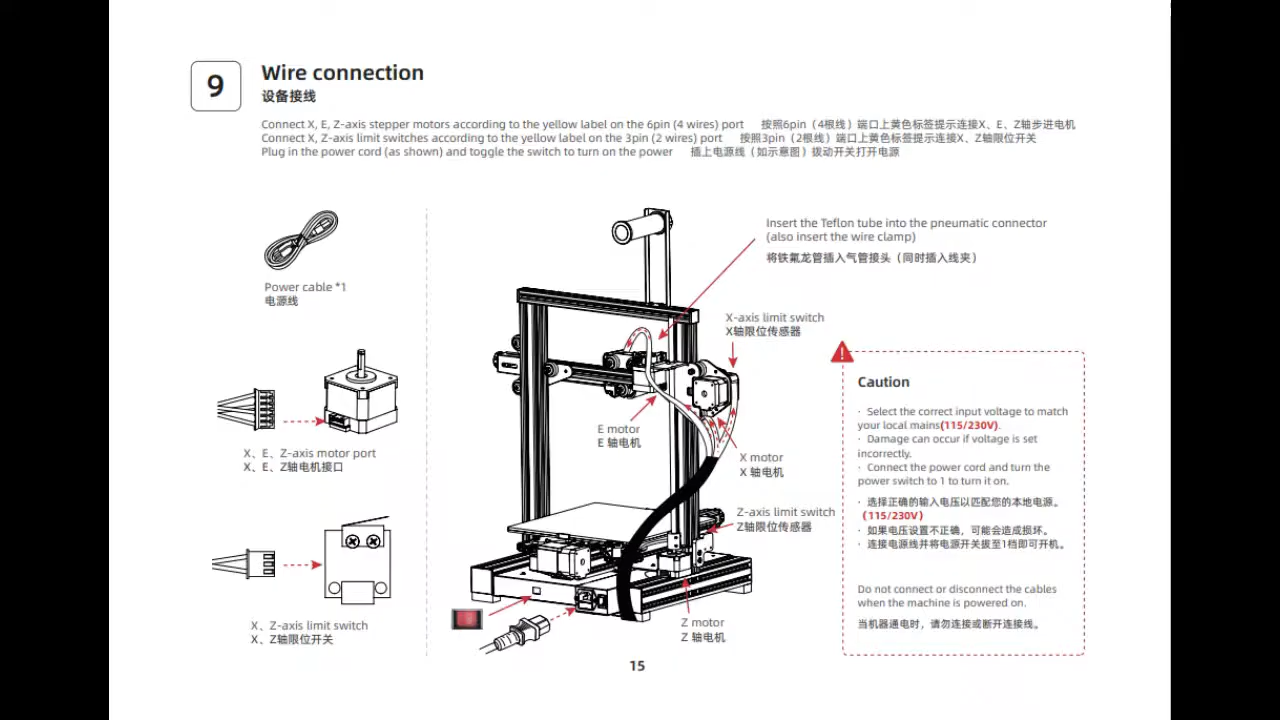 9
Wire connection
设备接线
Connect X, E, Z-axis stepper motors according to the yellow label on the 6pin (4 wires) port 按照6pin（4根线）端口上黄色标签提示连接X、E、Z轴步进电机
Connect X, Z-axis limit switches according to the yellow label on the 3pin (2 wires) port 按照3pin（2根线）端口上黄色标签提示连接X、Z轴限位开关
Plug in the power cord (as shown) and toggle the switch to turn on the power 插上电源线（如示意图）拨动开关打开电源
Power cable *1
电源线
X、E、Z-axis motor port
X、E、Z轴电机接口
X、Z-axis limit switch
X、Z轴限位开关
Insert the Teflon tube into the pneumatic connector
(also insert the wire clamp)
将铁氟龙管插入气管接头（同时插入线夹）
X-axis limit switch
X轴限位传感器
E motor
E 轴电机
X motor
X 轴电机
Z-axis limit switch
Z轴限位传感器
Z motor
Z 轴电机
Caution
· Select the correct input voltage to match
your local mains(115/230V).
· Damage can occur if voltage is set
incorrectly.
· Connect the power cord and turn the
power switch to 1 to turn it on.
· 选择正确的输入电压以匹配您的本地电源。
（115/230V）
· 如果电压设置不正确，可能会造成损坏。
· 连接电源线并将电源开关拔至1档即可开机。
Do not connect or disconnect the cables
when the machine is powered on.
当机器通电时，请勿连接或断开连接线。
15